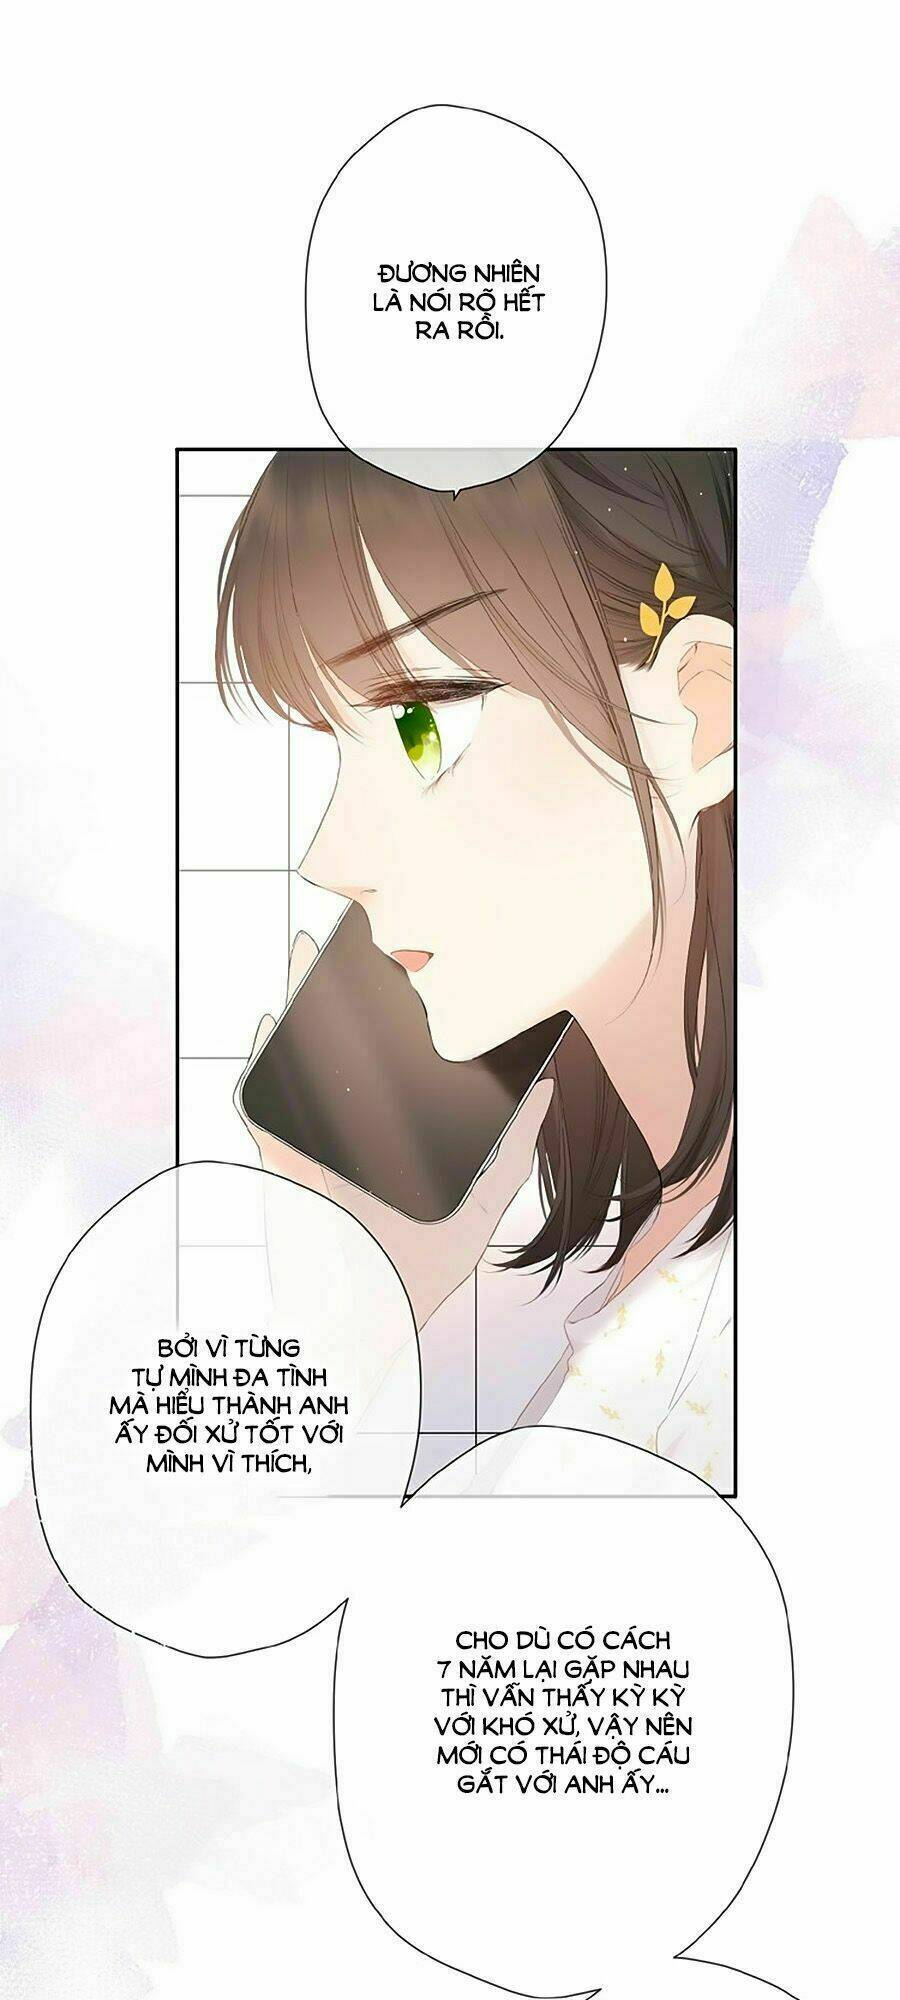 ĐƯƠNG NHIÊN
LÀ NÓI RÕ HẾT
RA RỒI.
BỞI VÌ TỪNG
TỰ MÌNH ĐA TÌNH
MÀ HIỂU THÀNH ANH
ẤY ĐỐI XỬ TỐT VỚI
MÌNH VÌ THÍCH,
CHO DÙ CÓ CÁCH
7 NĂM LẠI GẶP NHAU
THÌ VẪN THẤY KỲ KỲ
VỚI KHÓ XỬ, VẬY NÊN
MỚI CÓ THÁI ĐỘ CÁU
GẮT VỚI ANH ẤY...